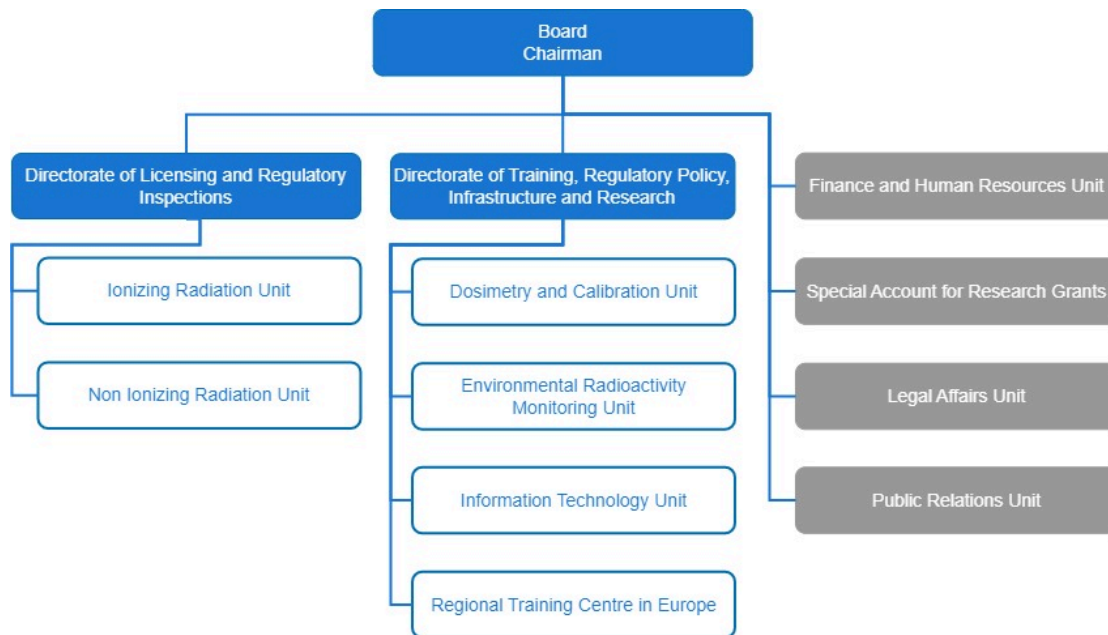 Board
Chairman
Directorate of Licensing and Regulatory
Inspections
Ionizing Radiation Unit
Non Ionizing Radiation Unit
Directorate of Training, Regulatory Policy,
Infrastructure and Research
Dosimetry and Calibration Unit
Environmental Radioactivity
Monitoring Unit
Information Technology Unit
Regional Training Centre in Europe
Finance and Human Resources Unit
Special Account for Research Grants
Legal Affairs Unit
Public Relations Unit